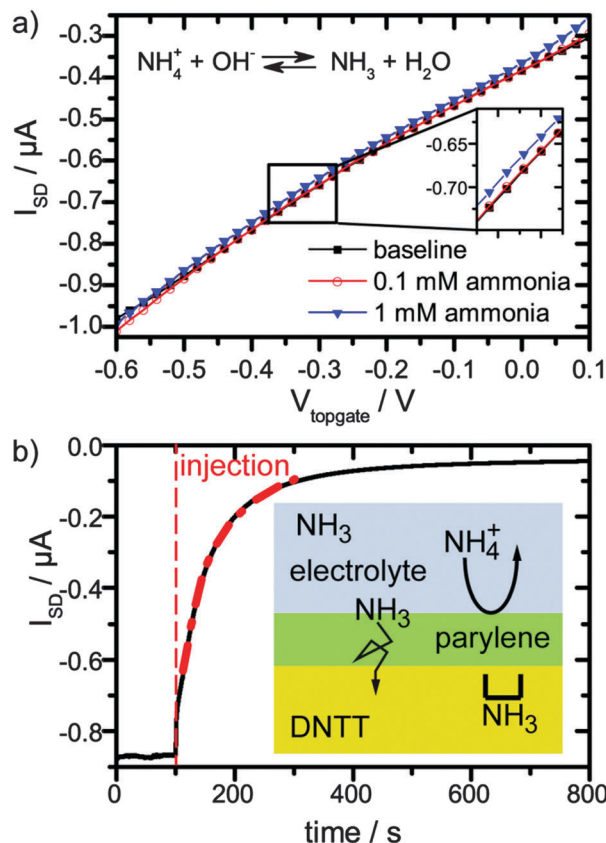 a)
NH₄⁺ + OH⁻ ⇌ NH₃ + H₂O
I_SD / µA
-0.3
-0.4
-0.5
-0.6
-0.7
-0.8
-0.9
-1.0
-0.65
-0.70
baseline
0.1 mM ammonia
1 mM ammonia
-0.6 -0.5 -0.4 -0.3 -0.2 -0.1 0.0 0.1
V_topgate / V
b)
injection
I_SD / µA
0.0
-0.2
-0.4
-0.6
-0.8
NH₃
NH₄⁺
electrolyte
NH₃
parylene
DNTT
NH₃
0 200 400 600 800
time / s